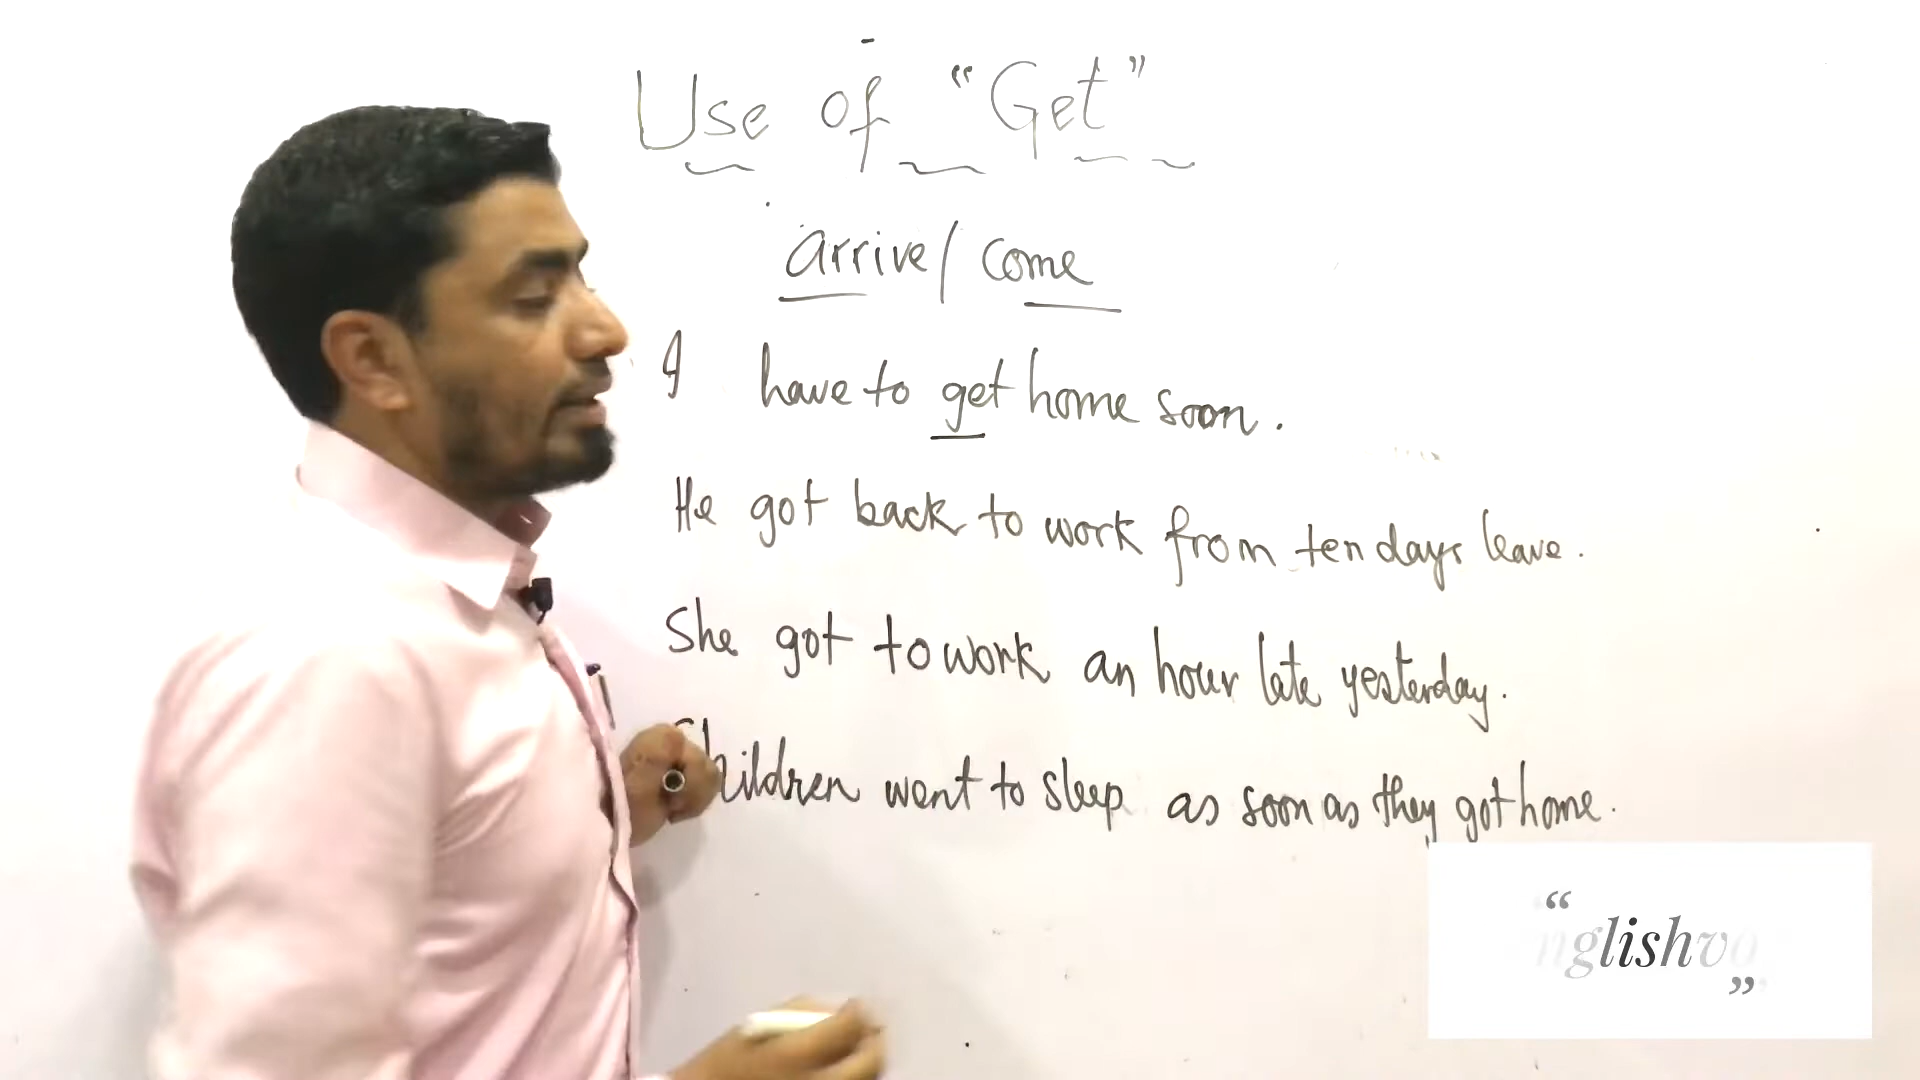 Use of "Get"
arrive/ come
I have to get home soon.
He got back to work from ten days leave.
She got to work an hour late yesterday.
Children went to sleep as soon as they got home.
“ nglishvo ”